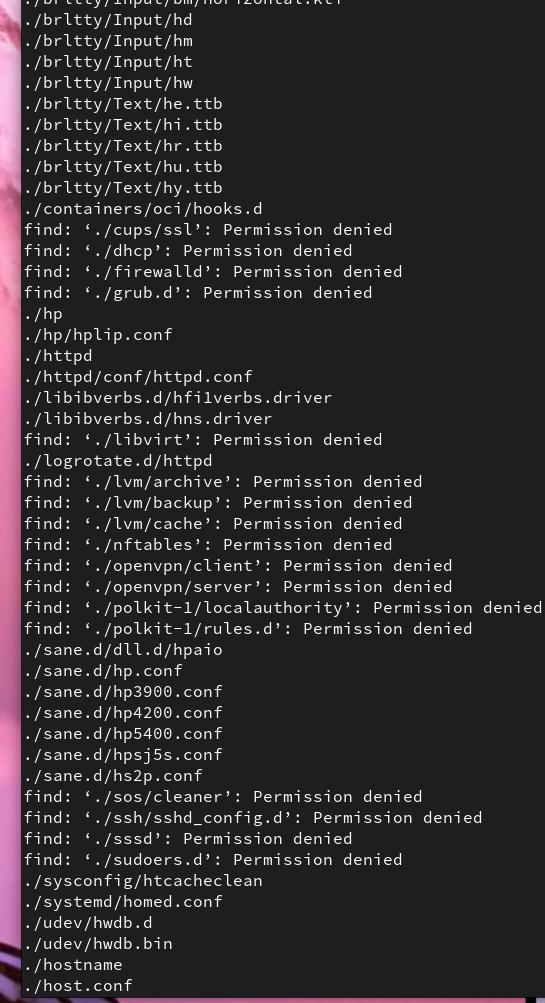 ./brltty/Input/bm/horizontal.kti
./brltty/Input/hd
./brltty/Input/hm
./brltty/Input/ht
./brltty/Input/hw
./brltty/Text/he.ttb
./brltty/Text/hi.ttb
./brltty/Text/hr.ttb
./brltty/Text/hu.ttb
./brltty/Text/hy.ttb
./containers/oci/hooks.d
find: ‘./cups/ssl’: Permission denied
find: ‘./dhcp’: Permission denied
find: ‘./firewalld’: Permission denied
find: ‘./grub.d’: Permission denied
./hp
./hp/hplip.conf
./httpd
./httpd/conf/httpd.conf
./libibverbs.d/hfi1verbs.driver
./libibverbs.d/hns.driver
find: ‘./libvirt’: Permission denied
./logrotate.d/httpd
find: ‘./lvm/archive’: Permission denied
find: ‘./lvm/backup’: Permission denied
find: ‘./lvm/cache’: Permission denied
find: ‘./nftables’: Permission denied
find: ‘./openvpn/client’: Permission denied
find: ‘./openvpn/server’: Permission denied
find: ‘./polkit-1/localauthority’: Permission denied
find: ‘./polkit-1/rules.d’: Permission denied
./sane.d/dll.d/hpaio
./sane.d/hp.conf
./sane.d/hp3900.conf
./sane.d/hp4200.conf
./sane.d/hp5400.conf
./sane.d/hpsj5s.conf
./sane.d/hs2p.conf
find: ‘./sos/cleaner’: Permission denied
find: ‘./ssh/sshd_config.d’: Permission denied
find: ‘./sssd’: Permission denied
find: ‘./sudoers.d’: Permission denied
./sysconfig/htcacheclean
./systemd/homed.conf
./udev/hwdb.d
./udev/hwdb.bin
./hostname
./host.conf